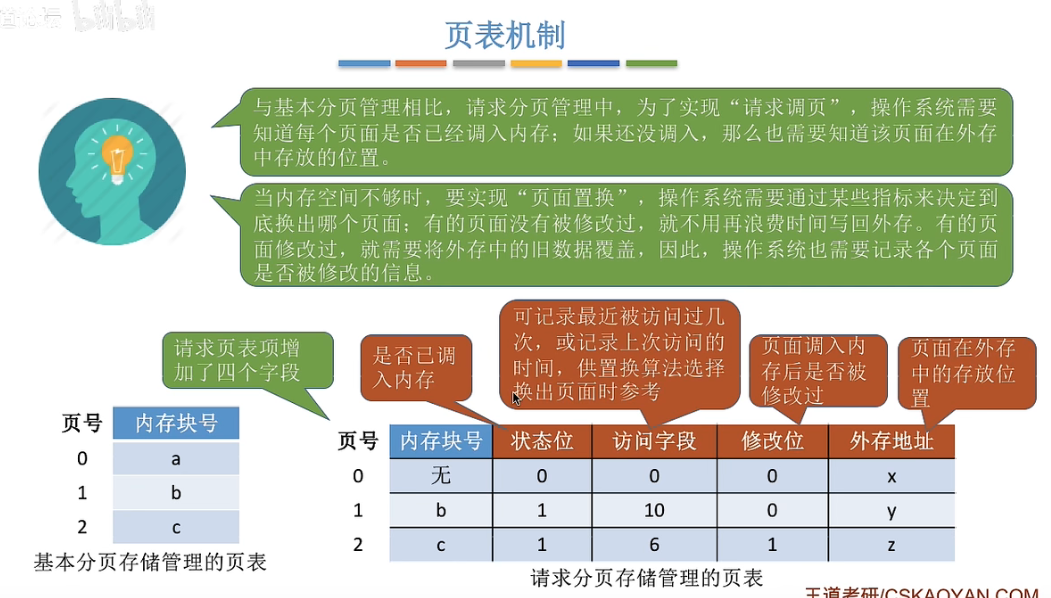 bilibili
页表机制
与基本分页管理相比，请求分页管理中，为了实现“请求调页”，操作系统需要
知道每个页面是否已经调入内存；如果还没调入，那么也需要知道该页面在外存
中存放的位置。
当内存空间不够时，要实现“页面置换”，操作系统需要通过某些指标来决定到
底换出哪个页面；有的页面没有被修改过，就不用再浪费时间写回外存。有的页
面修改过，就需要将外存中的旧数据覆盖，因此，操作系统也需要记录各个页面
是否被修改的信息。
请求页表项增
加了四个字段
是否已调
入内存
可记录最近被访问过几
次，或记录上次访问的
时间，供置换算法选择
换出页面时参考
页面调入内
存后是否被
修改过
页面在外存
中的存放位
置
页号 内存块号
0 a
1 b
2 c
基本分页存储管理的页表
页号 内存块号 状态位 访问字段 修改位 外存地址
0 无 0 0 0 x
1 b 1 10 0 y
2 c 1 6 1 z
请求分页存储管理的页表
王道考研/CSKAOYAN.COM